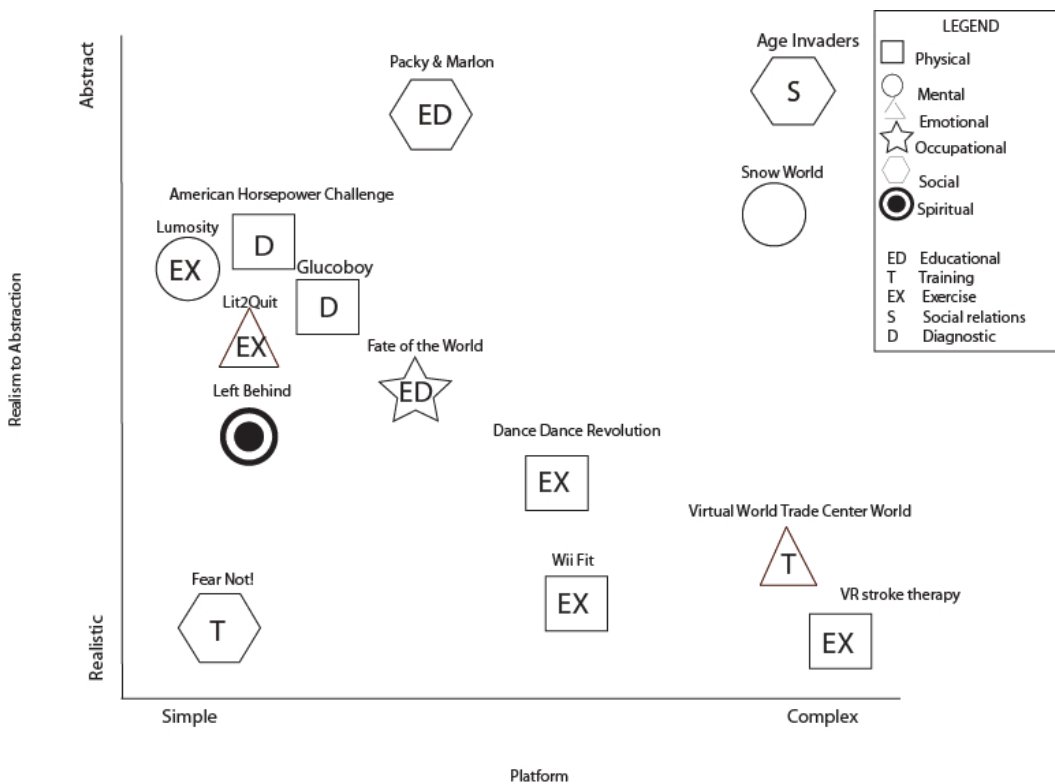 Age Invaders
LEGEND
Abstract
Packy & Marlon
Physical
S
ED
Mental
Emotional
Occupational
Snow World
Social
American Horsepower Challenge
Spiritual
Lumosity
D
EX
Glucoboy
ED Educational
T Training
EX Exercise
S Social relations
D Diagnostic
Lit2Quit
D
EX
Fate of the World
Realism to Abstraction
ED
Left Behind
Dance Dance Revolution
EX
Virtual World Trade Center World
T
Wii Fit
Fear Not!
EX
VR stroke therapy
T
EX
Realistic
Simple
Complex
Platform